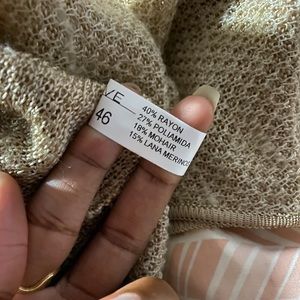 46
40% RAYON
27% POLIAMIDA
18% MOHAIR
15% LANA MERINO